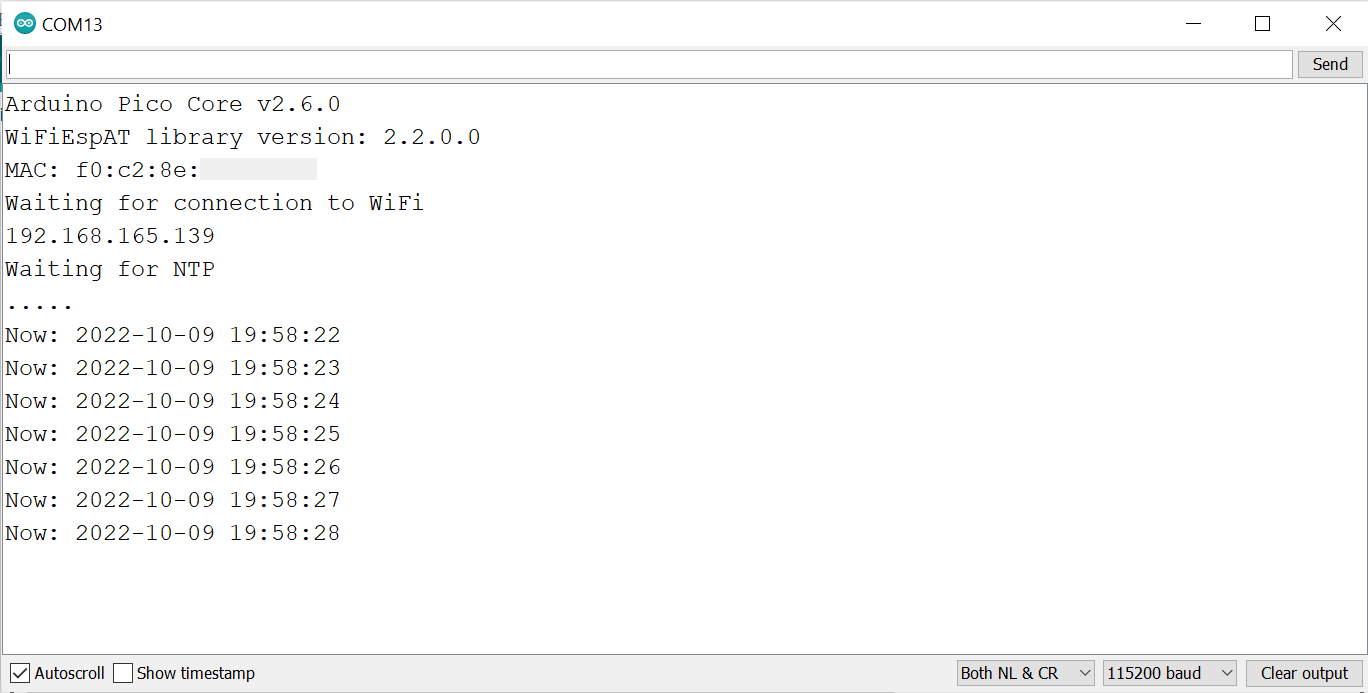 COM13
Send
Arduino Pico Core v2.6.0
WiFiEspAT library version: 2.2.0.0
MAC: f0:c2:8e:
Waiting for connection to WiFi
192.168.165.139
Waiting for NTP
.....
Now: 2022-10-09 19:58:22
Now: 2022-10-09 19:58:23
Now: 2022-10-09 19:58:24
Now: 2022-10-09 19:58:25
Now: 2022-10-09 19:58:26
Now: 2022-10-09 19:58:27
Now: 2022-10-09 19:58:28
Autoscroll Show timestamp Both NL & CR 115200 baud Clear output